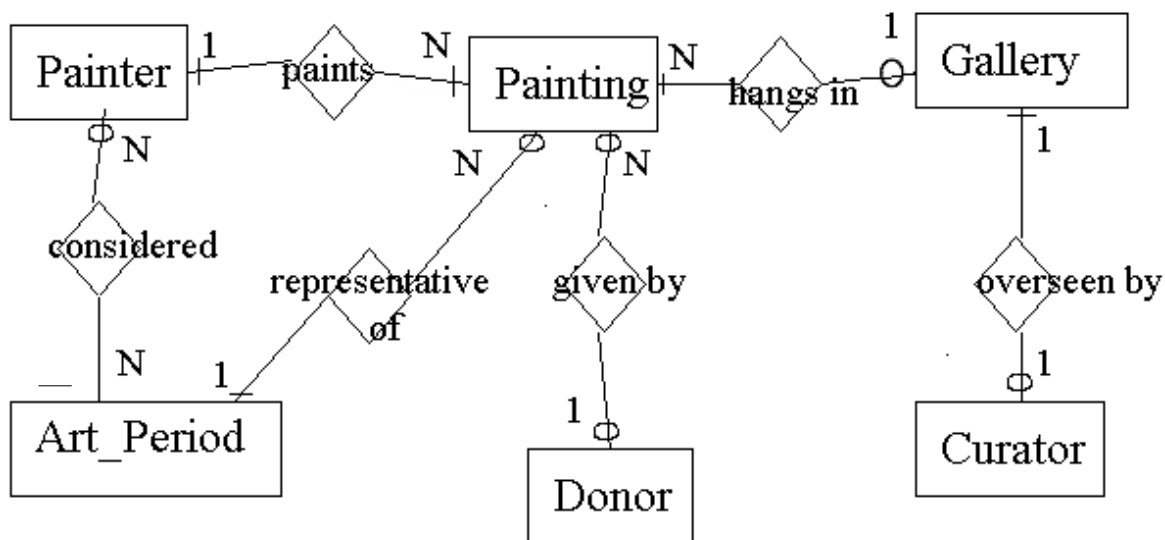 1
N
N
1
Painter
paints
Painting
hangs in
Gallery
N
N
N
1
considered
representative
of
given by
overseen by
N
1
1
1
Art_Period
Donor
Curator